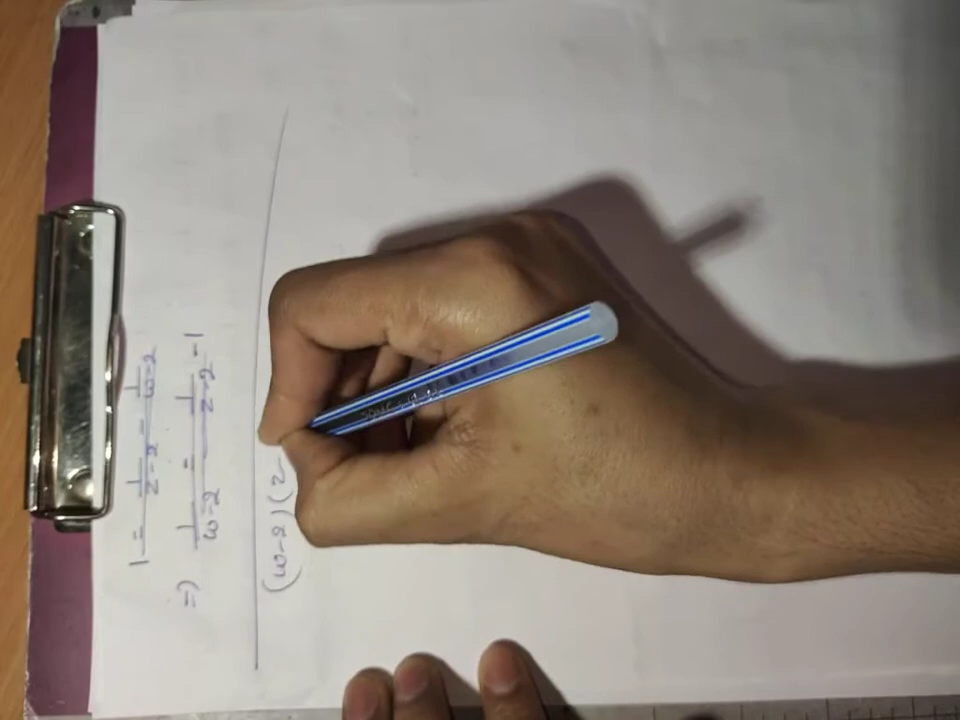 1 = 1/(z-2) - 1/(w-2)
=> 1/(w-2) = 1/(z-2) - 1
(w-2)(z